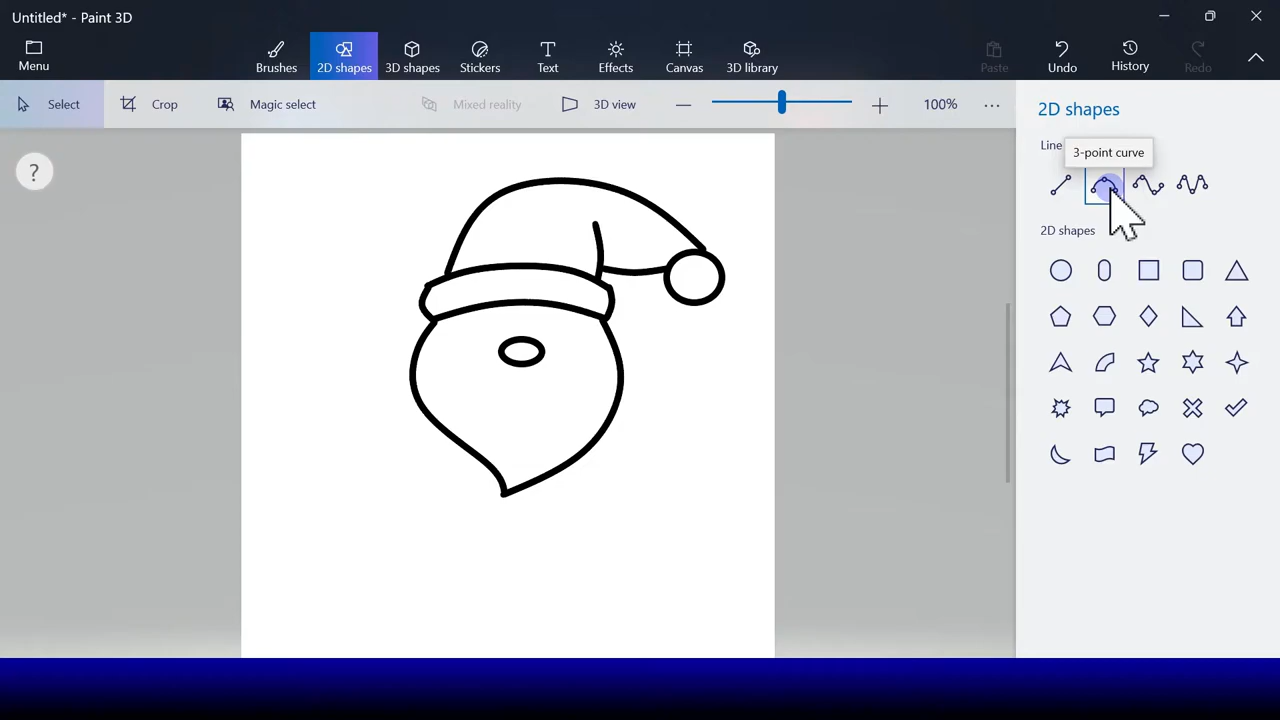 Untitled* - Paint 3D
Menu
Brushes
2D shapes
3D shapes
Stickers
Text
Effects
Canvas
3D library
Paste
Undo
History
Redo
Select
Crop
Magic select
Mixed reality
3D view
100%
2D shapes
Line
3-point curve
2D shapes
?